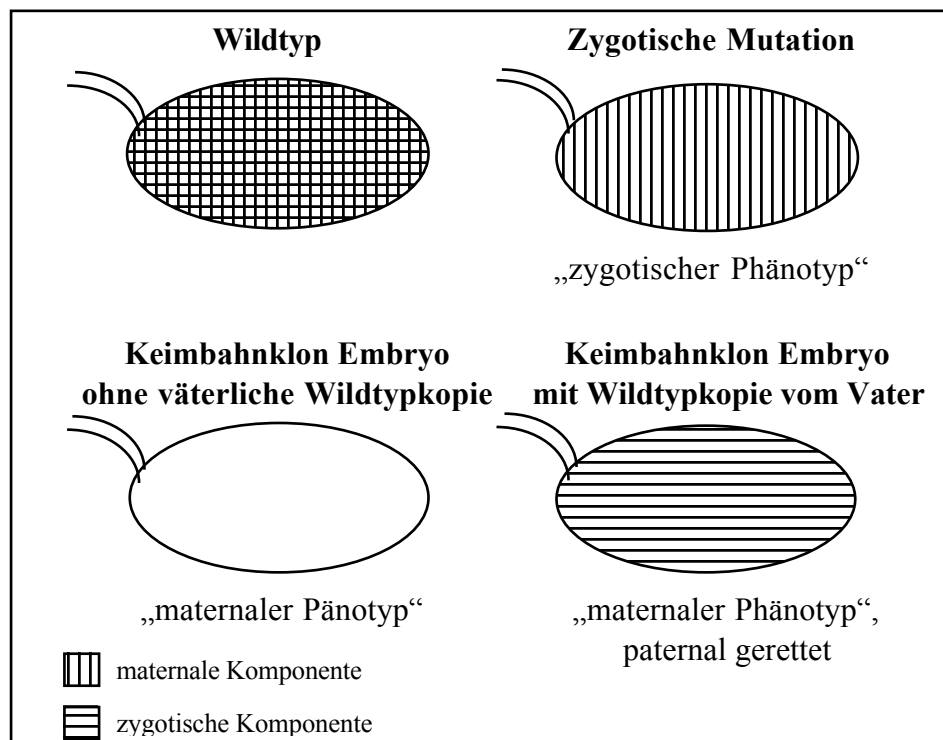 Wildtyp
Zygotische Mutation
„zygotischer Phänotyp“
Keimbahnklon Embryo
ohne väterliche Wildtypkopie
Keimbahnklon Embryo
mit Wildtypkopie vom Vater
„maternaler Pänotyp“
„maternaler Phänotyp“,
paternal gerettet
maternale Komponente
zygotische Komponente